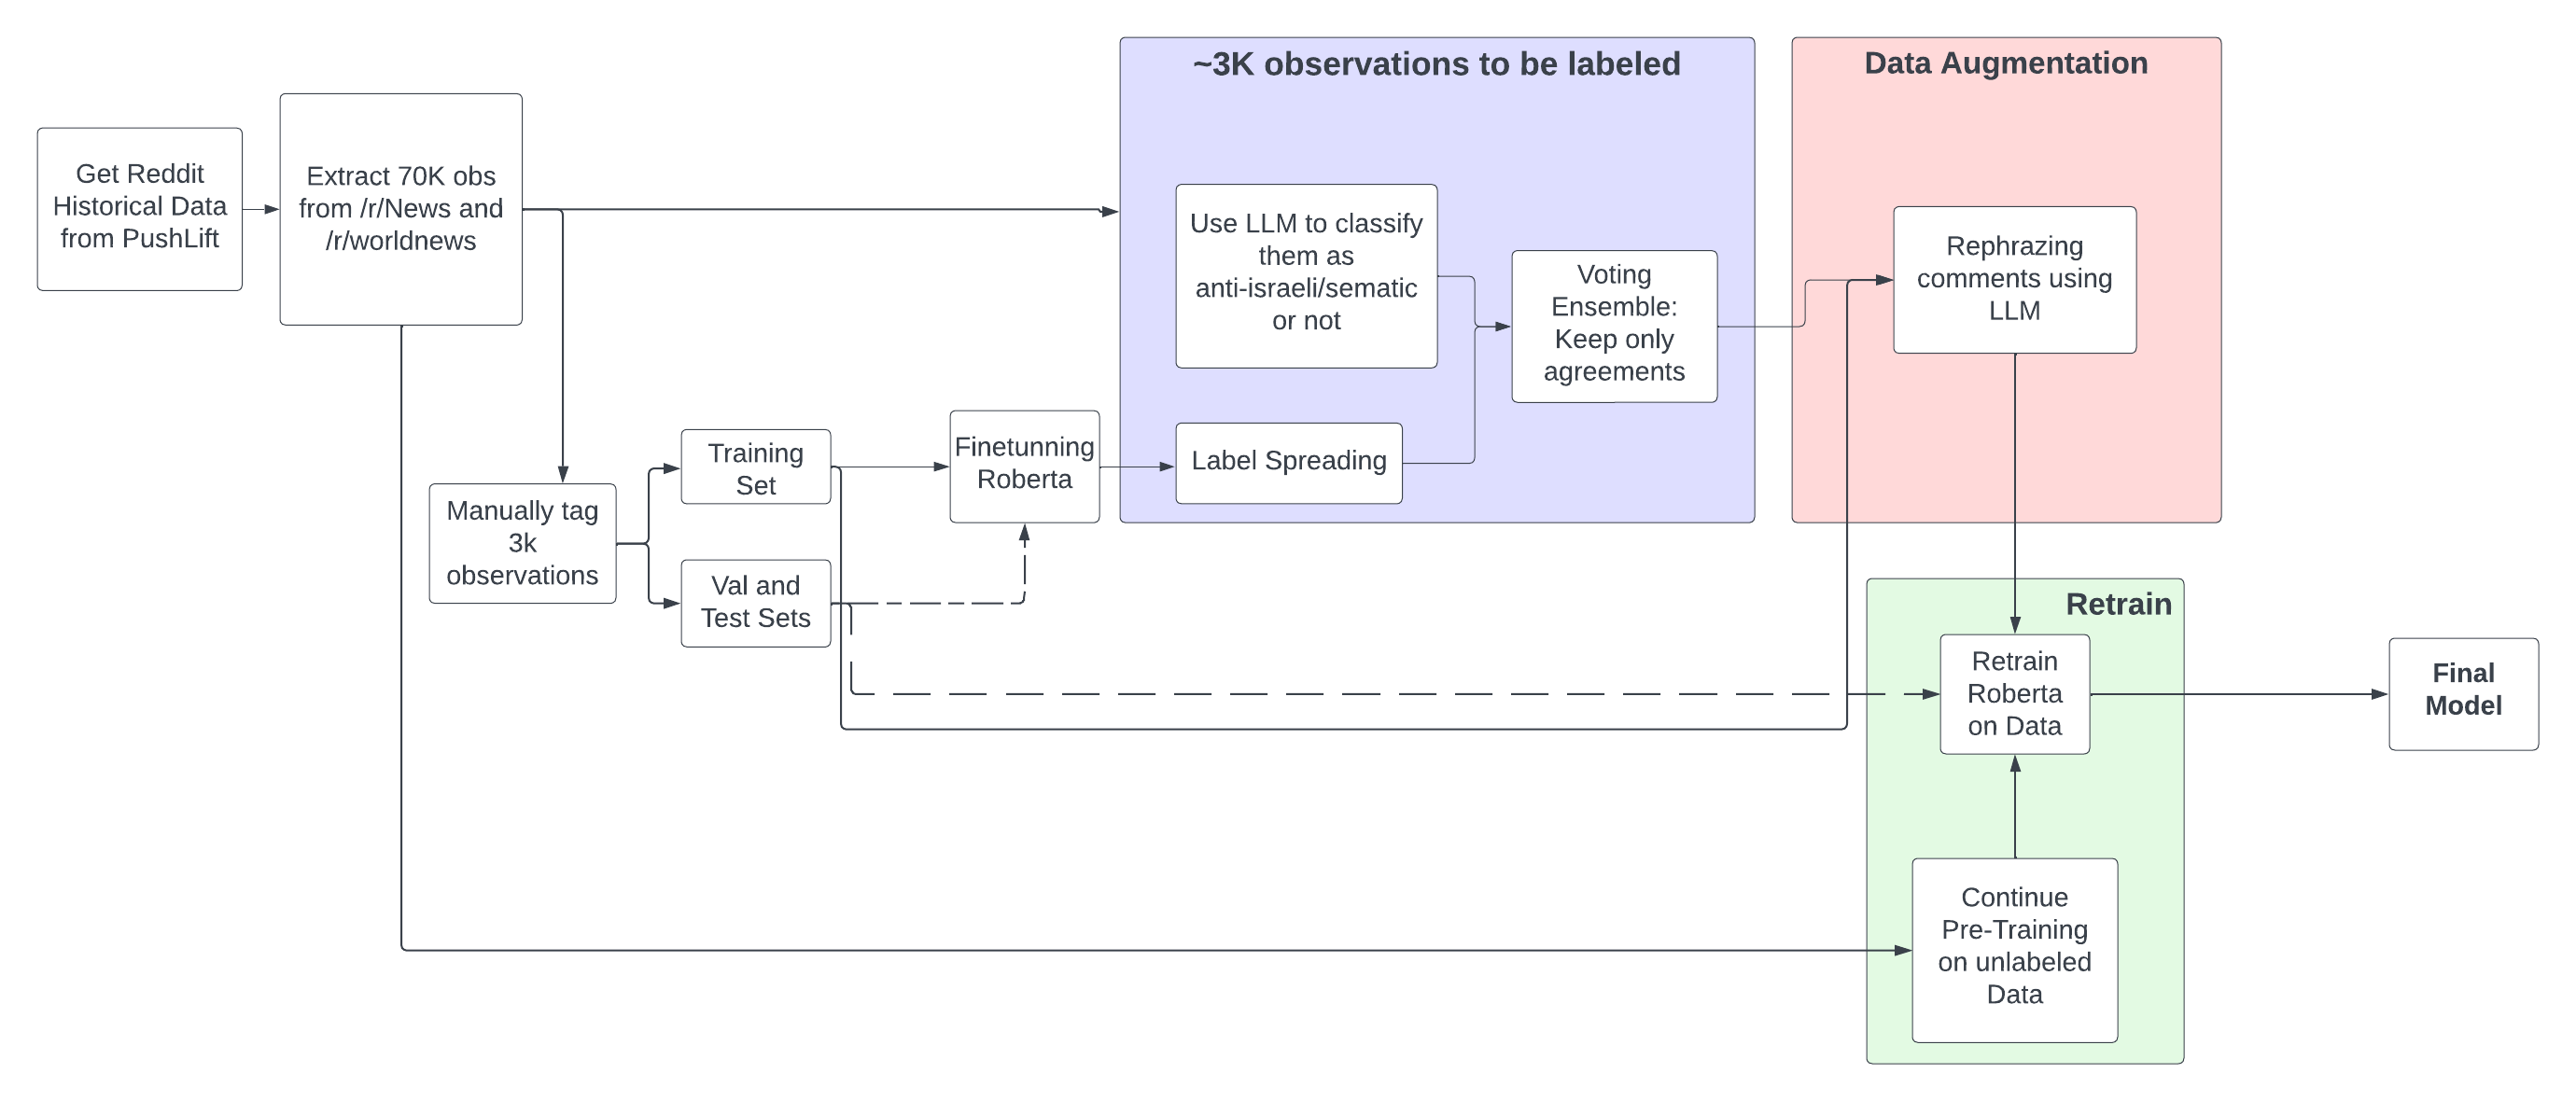 ~3K observations to be labeled
Data Augmentation
Get Reddit
Historical Data
from PushLift
Extract 70K obs
from /r/News and
/r/worldnews
Use LLM to classify
them as
anti-israeli/sematic
or not
Voting
Ensemble:
Keep only
agreements
Rephrazing
comments using
LLM
Label Spreading
Finetunning
Roberta
Training
Set
Manually tag
3k
observations
Val and
Test Sets
Retrain
Retrain
Roberta
on Data
Final
Model
Continue
Pre-Training
on unlabeled
Data